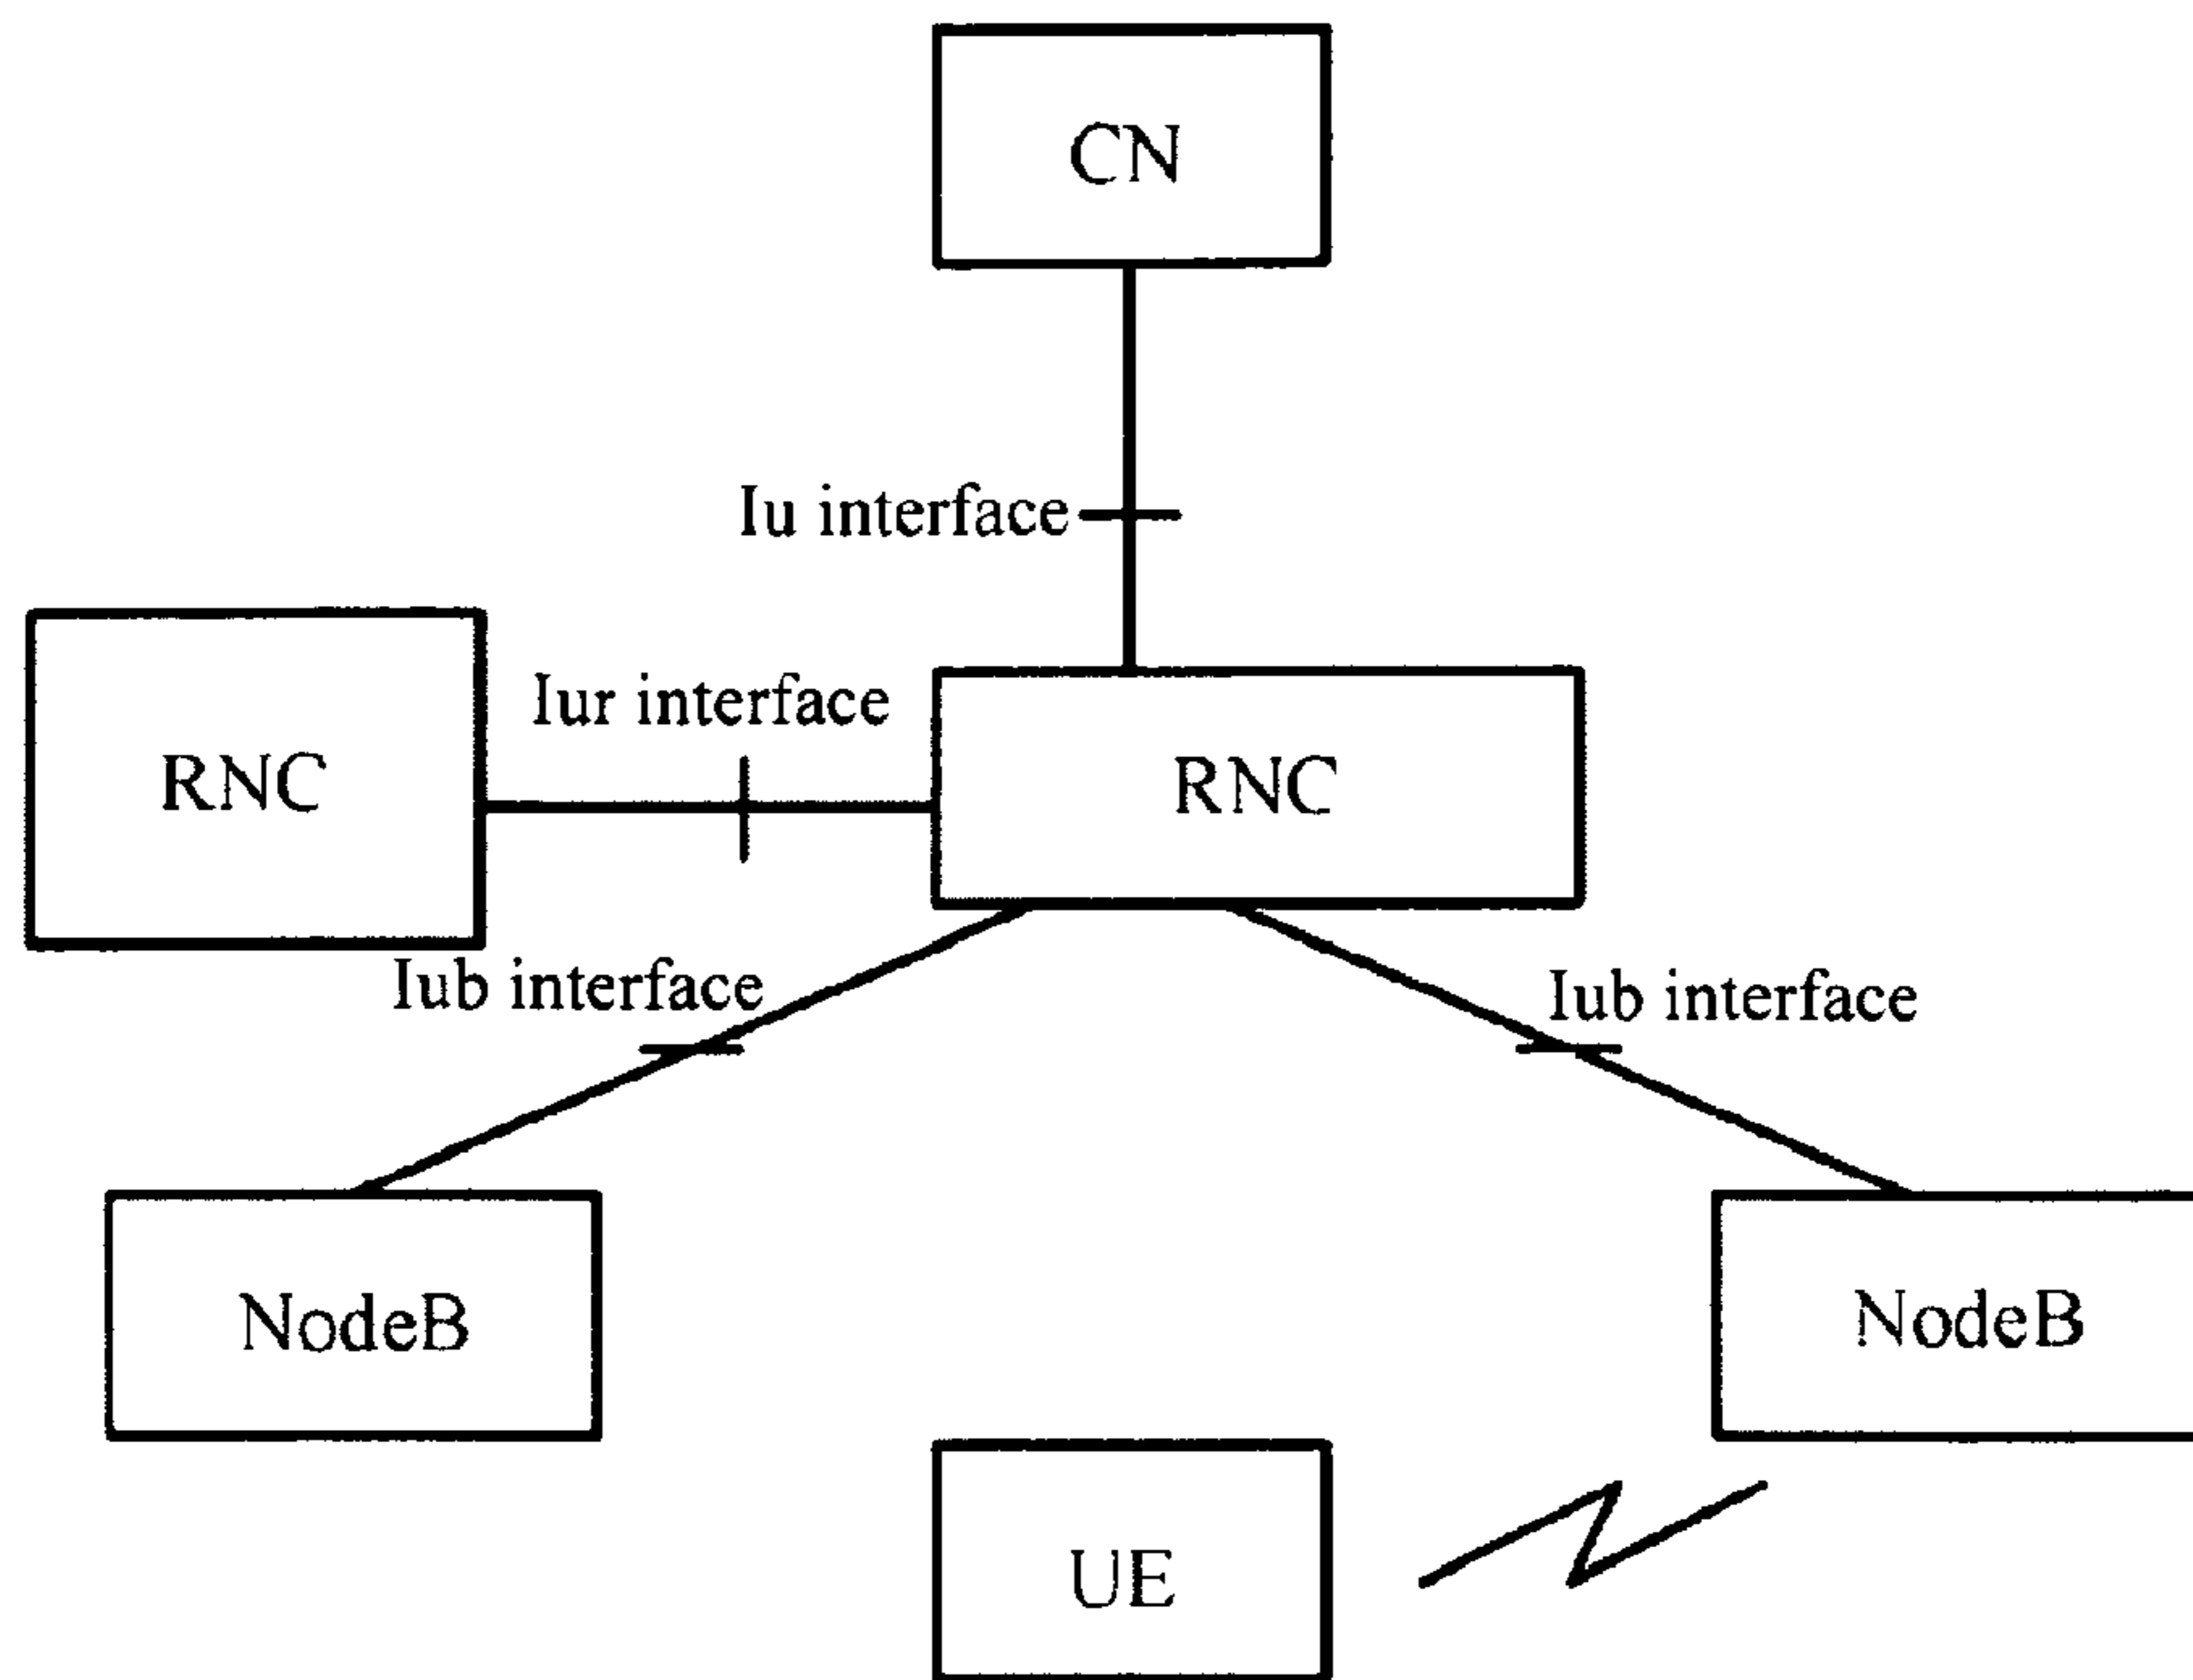 CN
Iu interface
Iur interface
RNC
RNC
Iub interface
Iub interface
NodeB
NodeB
UE